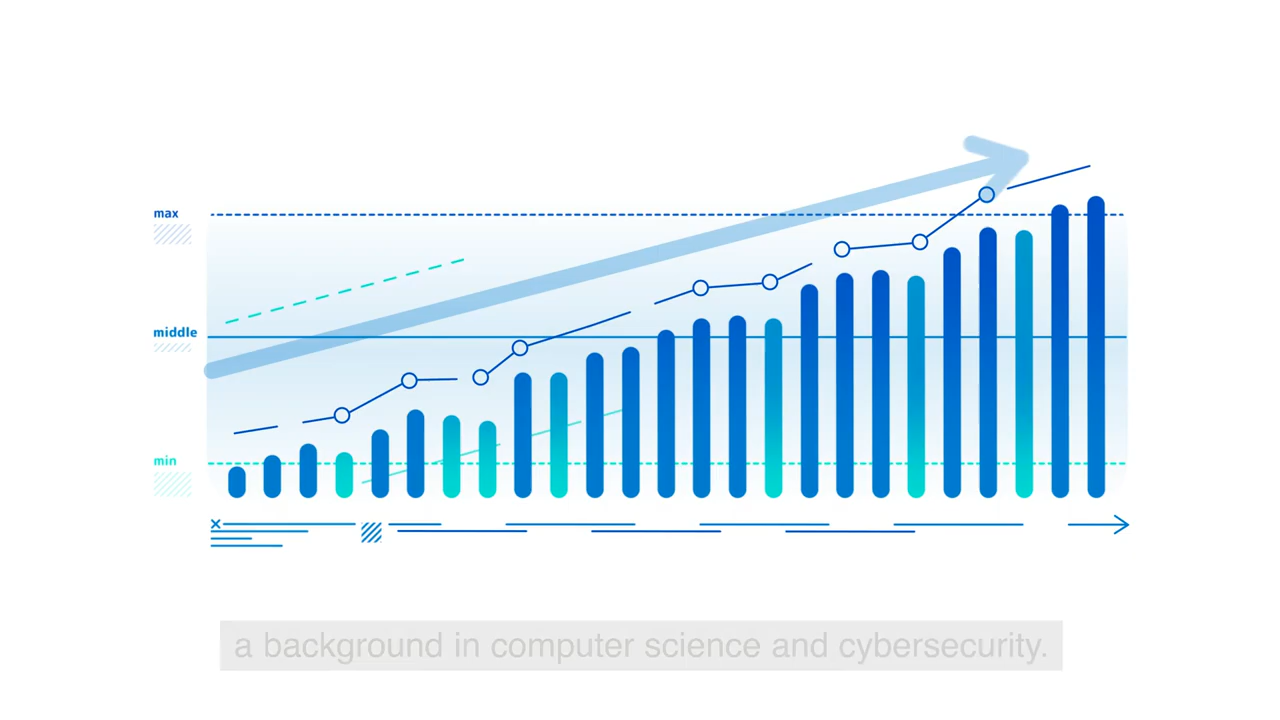 max
middle
min
a background in computer science and cybersecurity.